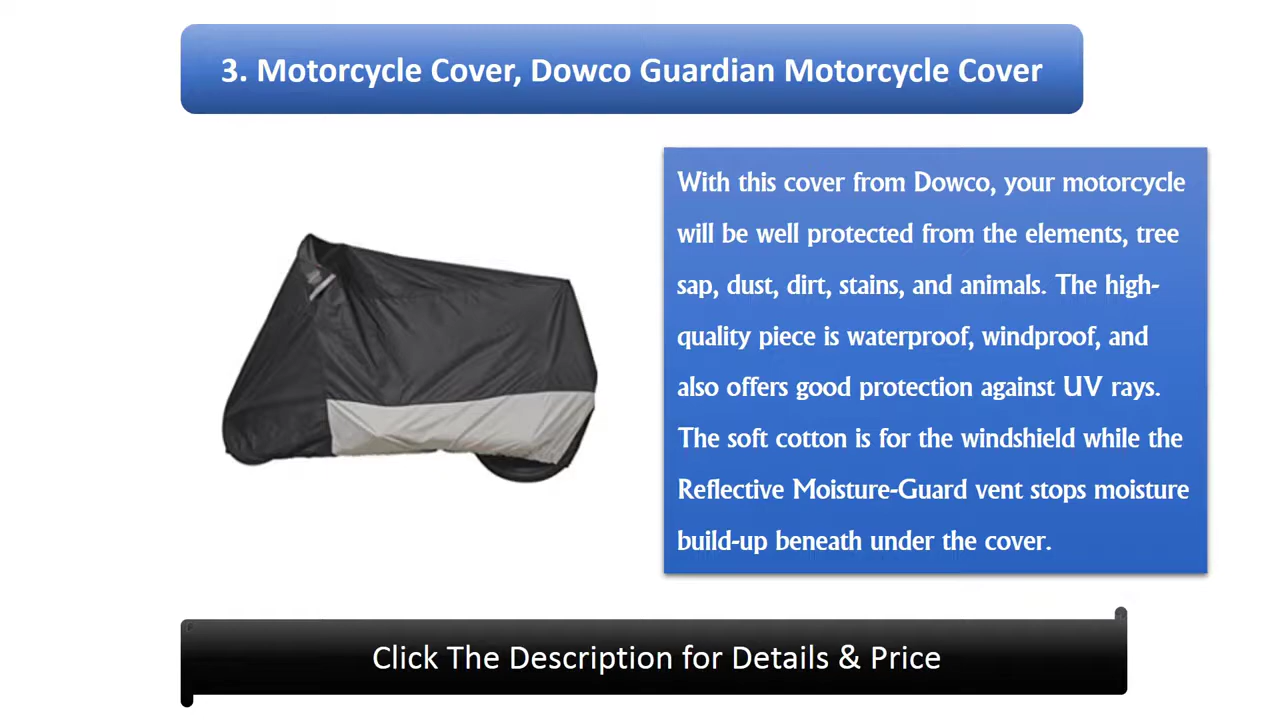 3. Motorcycle Cover, Dowco Guardian Motorcycle Cover
With this cover from Dowco, your motorcycle
will be well protected from the elements, tree
sap, dust, dirt, stains, and animals. The high-
quality piece is waterproof, windproof, and
also offers good protection against UV rays.
The soft cotton is for the windshield while the
Reflective Moisture-Guard vent stops moisture
build-up beneath under the cover.
Click The Description for Details & Price